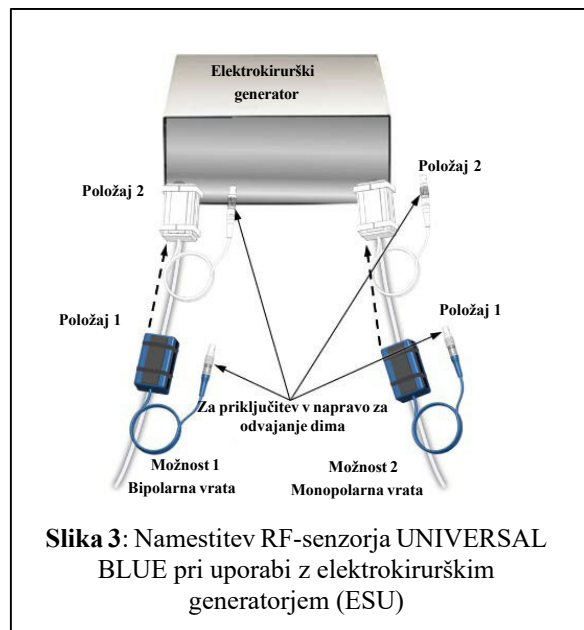 Elektrokirurški
generator
Položaj 2
Položaj 2
Položaj 1
Položaj 1
Za priključitev v napravo za
odvajanje dima
Možnost 1
Bipolarna vrata
Možnost 2
Monopolarna vrata
Slika 3: Namestitev RF-senzorja UNIVERSAL
BLUE pri uporabi z elektrokirurškim
generatorjem (ESU)